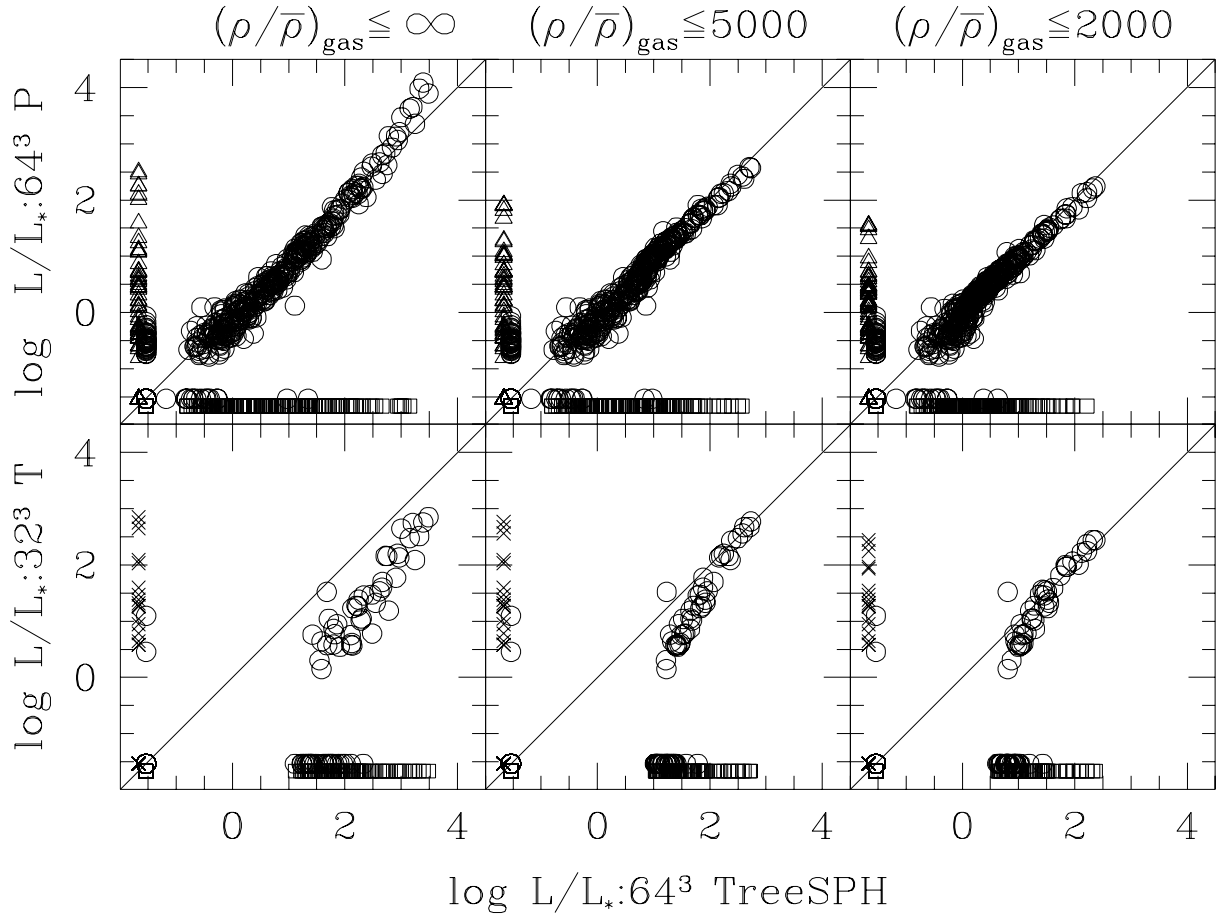 (ρ/ρ̅)gas≦ ∞ (ρ/ρ̅)gas≦5000 (ρ/ρ̅)gas≦2000
log L/L*:64³ P
4
2
0
log L/L*:32³ T
4
2
0
0 2 4 0 2 4 0 2 4
log L/L*:64³ TreeSPH